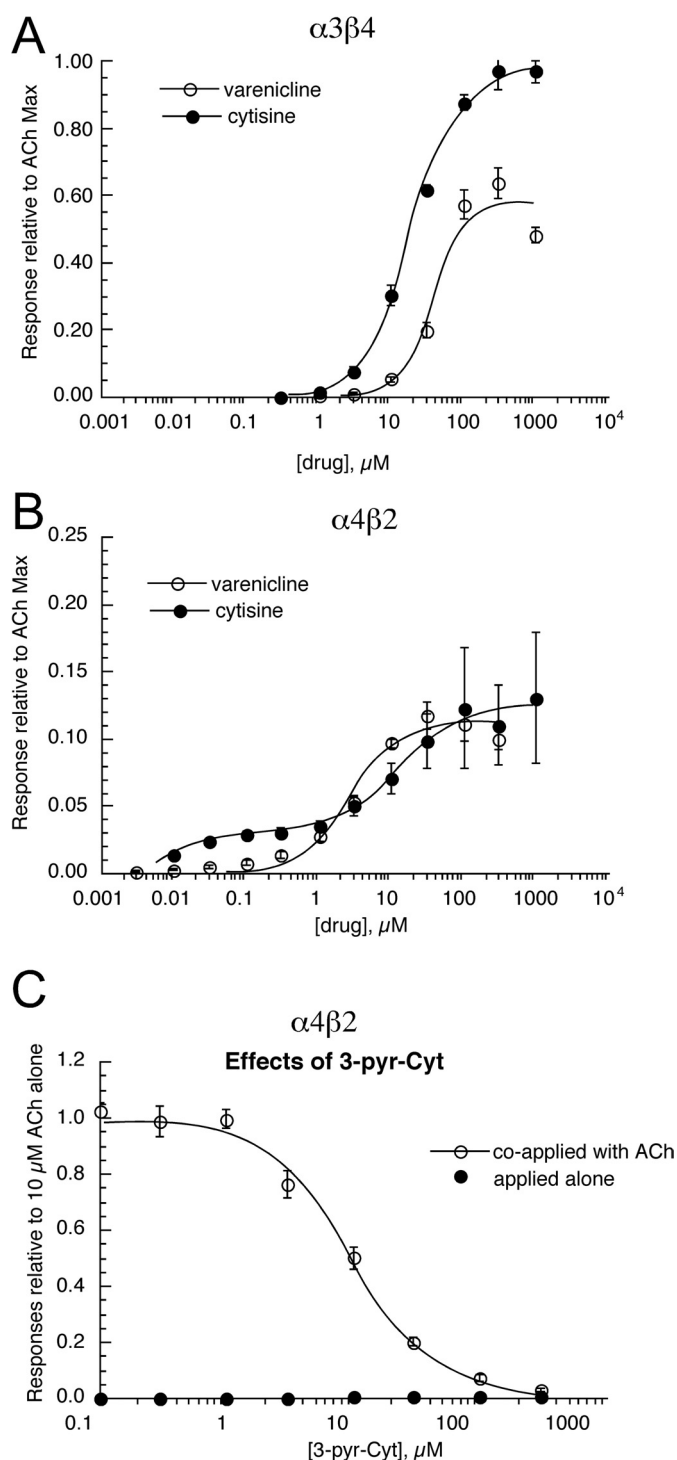 A
α3β4
1.00
varenicline
cytisine
0.80
0.60
0.40
0.20
0.00
Response relative to ACh Max
0.001 0.01 0.1 1 10 100 1000 10⁴
[drug], µM
B
α4β2
0.25
varenicline
cytisine
0.20
0.15
0.10
0.05
0.00
Response relative to ACh Max
0.001 0.01 0.1 1 10 100 1000 10⁴
[drug], µM
C
α4β2
Effects of 3-pyr-Cyt
1.2
1.0
co-applied with ACh
applied alone
0.8
0.6
0.4
0.2
0.0
Responses relative to 10 µM ACh alone
0.1 1 10 100 1000
[3-pyr-Cyt], µM